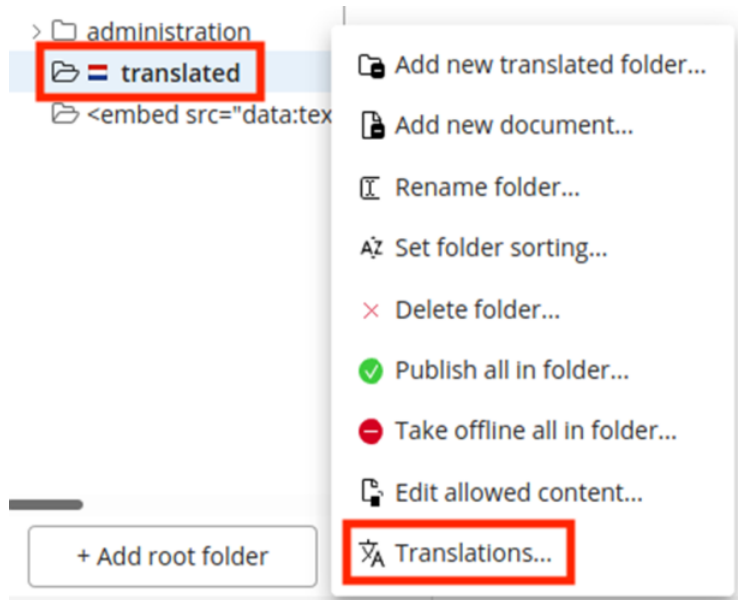 administration
translated
<embed src="data:tex
+ Add root folder
Add new translated folder...
Add new document...
Rename folder...
Set folder sorting...
Delete folder...
Publish all in folder...
Take offline all in folder...
Edit allowed content...
Translations...